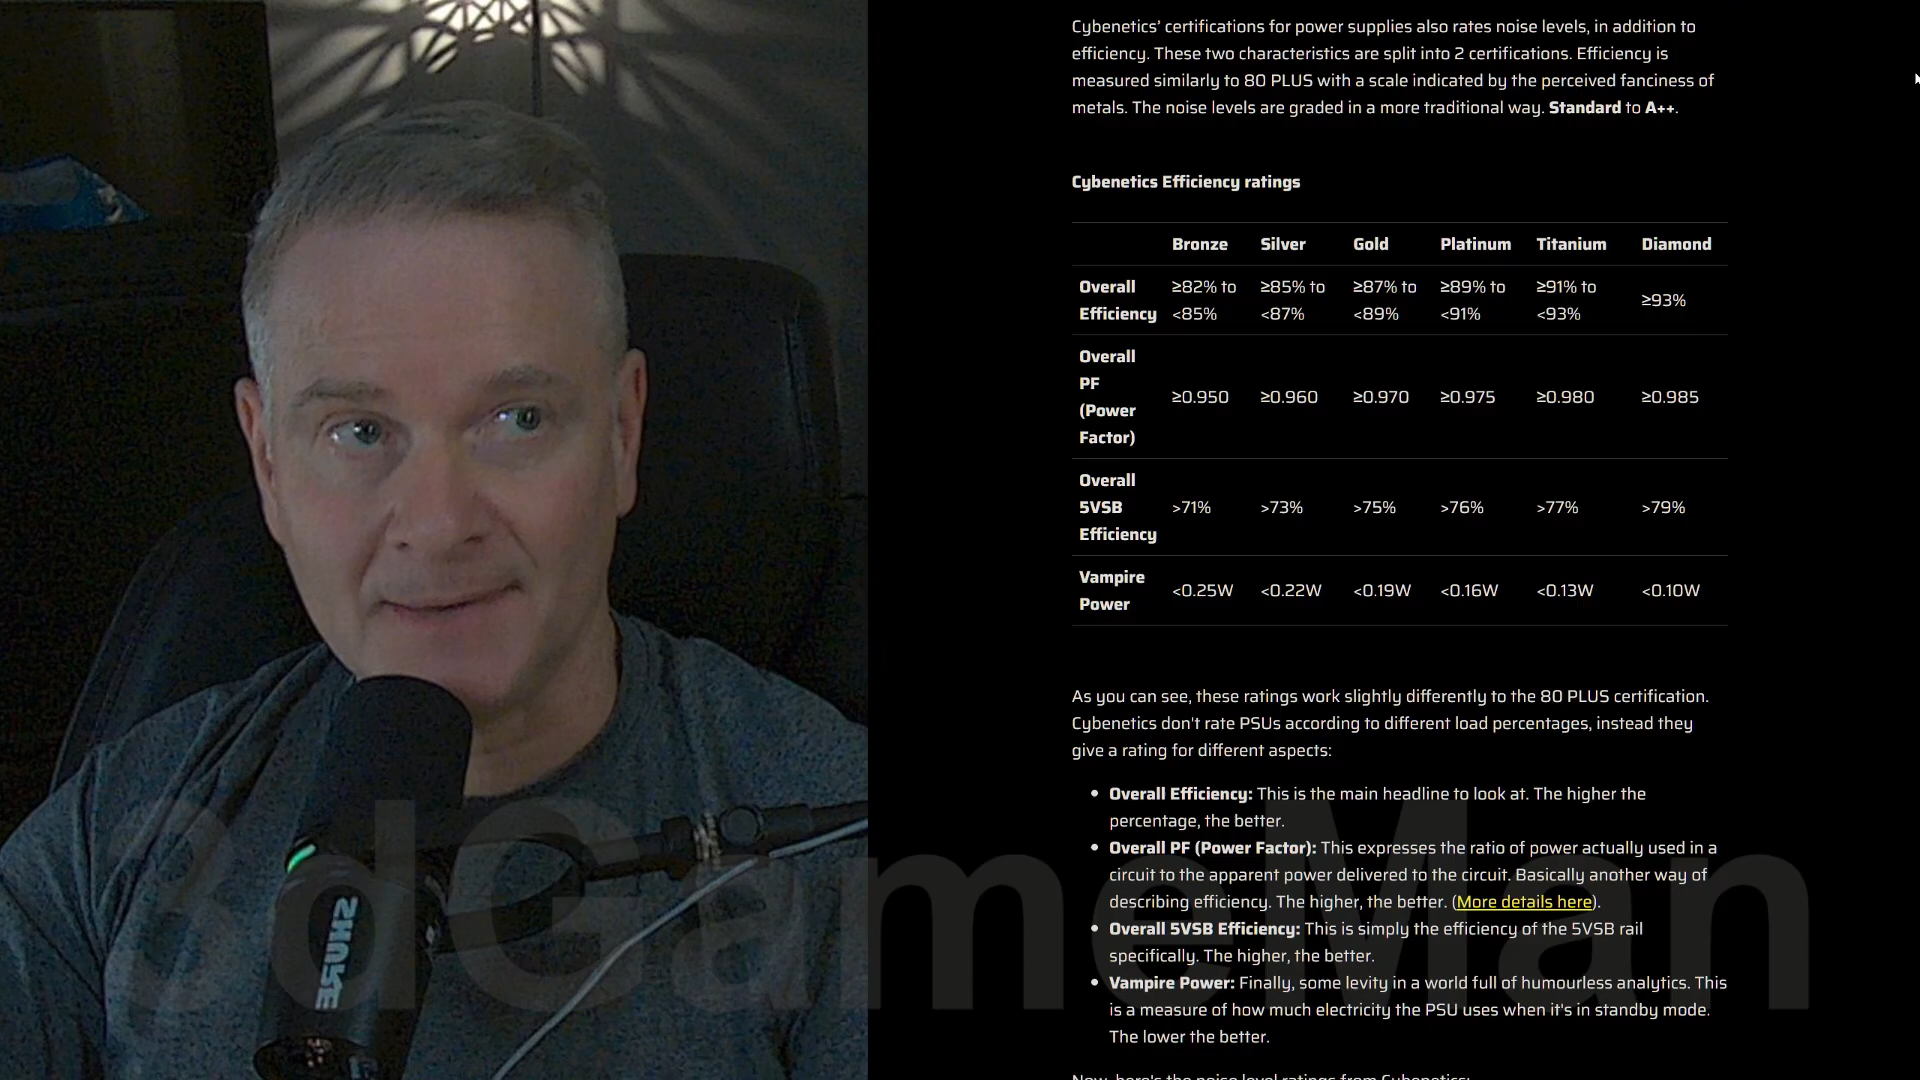 Cybenetics’ certifications for power supplies also rates noise levels, in addition to
efficiency. These two characteristics are split into 2 certifications. Efficiency is
measured similarly to 80 PLUS with a scale indicated by the perceived fanciness of
metals. The noise levels are graded in a more traditional way. Standard to A++.
Cybenetics Efficiency ratings
Bronze Silver Gold Platinum Titanium Diamond
Overall Efficiency ≥82% to <85% ≥85% to <87% ≥87% to <89% ≥89% to <91% ≥91% to <93% ≥93%
Overall PF (Power Factor) ≥0.950 ≥0.960 ≥0.970 ≥0.975 ≥0.980 ≥0.985
Overall 5VSB Efficiency >71% >73% >75% >76% >77% >79%
Vampire Power <0.25W <0.22W <0.19W <0.16W <0.13W <0.10W
As you can see, these ratings work slightly differently to the 80 PLUS certification.
Cybenetics don't rate PSUs according to different load percentages, instead they
give a rating for different aspects:
• Overall Efficiency: This is the main headline to look at. The higher the
percentage, the better.
• Overall PF (Power Factor): This expresses the ratio of power actually used in a
circuit to the apparent power delivered to the circuit. Basically another way of
describing efficiency. The higher, the better. (More details here).
• Overall 5VSB Efficiency: This is simply the efficiency of the 5VSB rail
specifically. The higher, the better.
• Vampire Power: Finally, some levity in a world full of humourless analytics. This
is a measure of how much electricity the PSU uses when it's in standby mode.
The lower the better.
Now, here's the noise level ratings from Cybenetics:
SHURE
3dGameMan